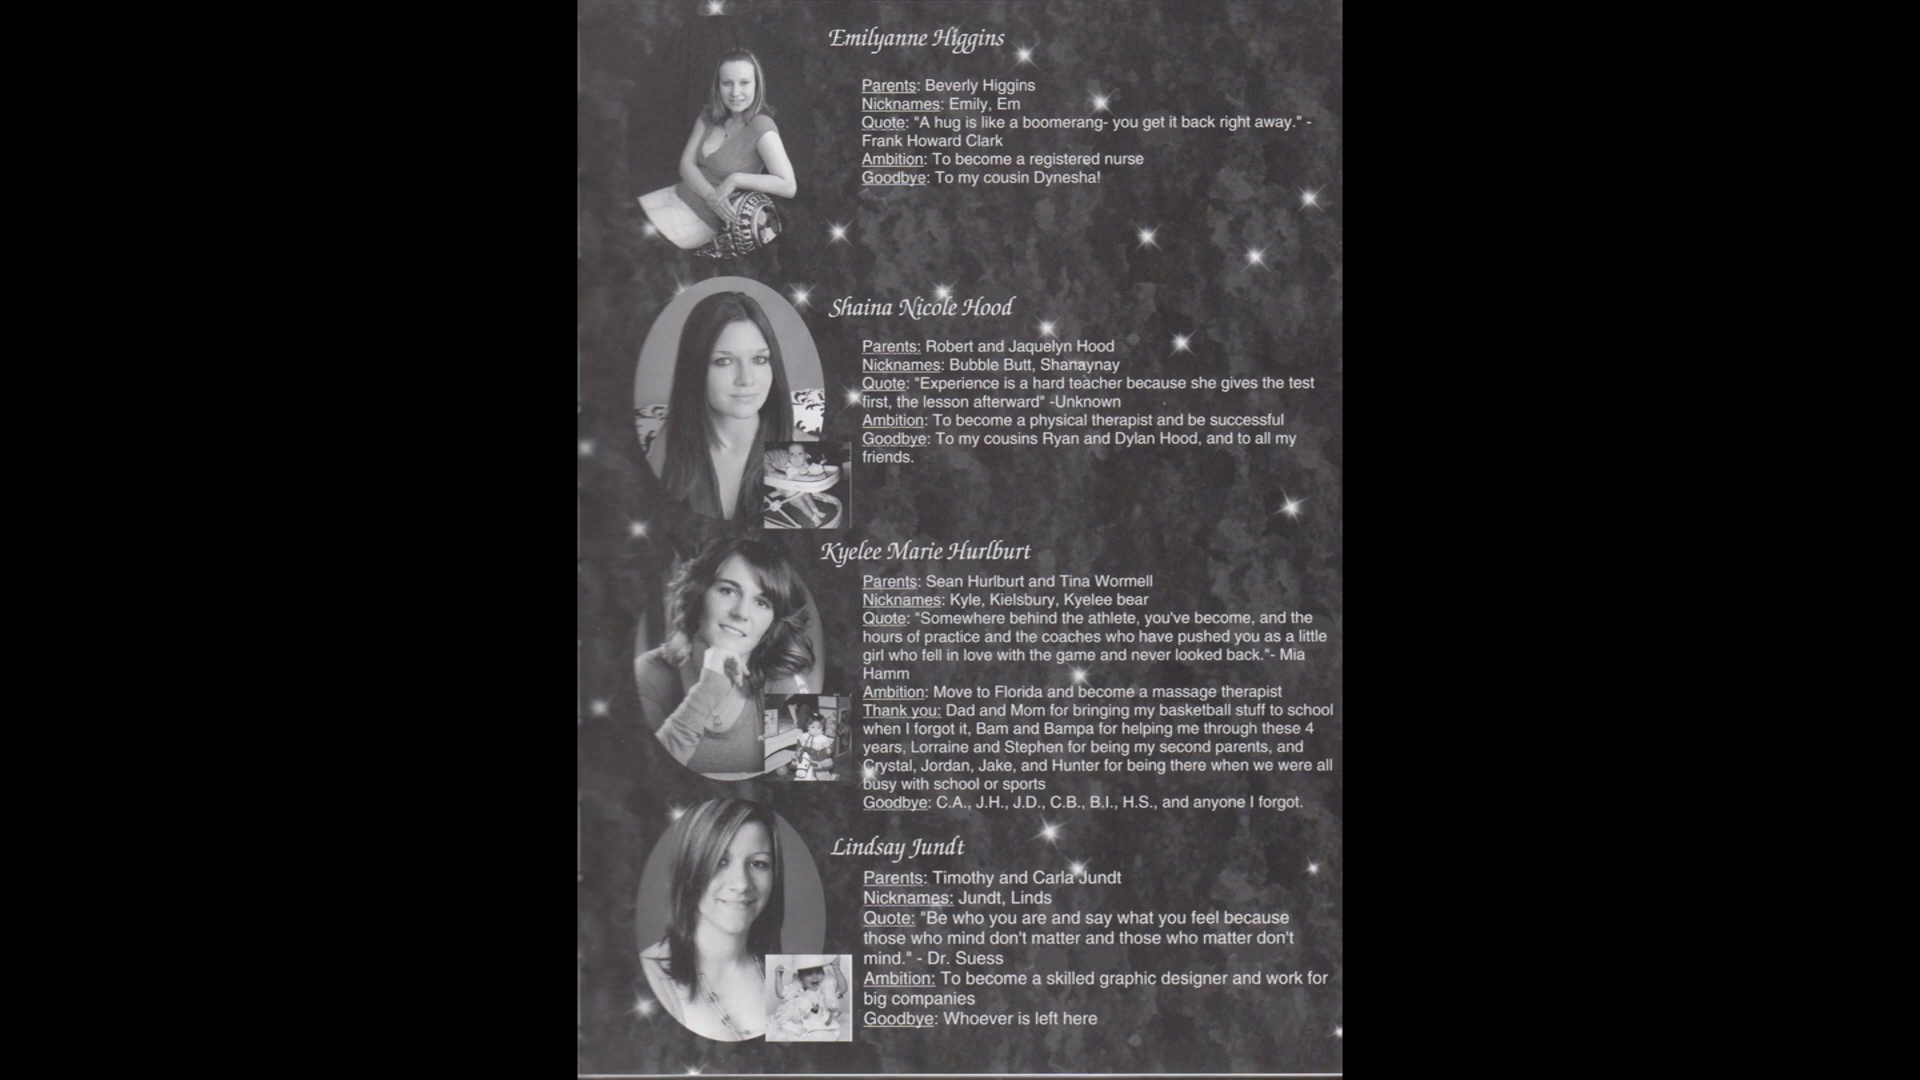 Emilyanne Higgins
Parents: Beverly Higgins
Nicknames: Emily, Em
Quote: "A hug is like a boomerang- you get it back right away." -
Frank Howard Clark
Ambition: To become a registered nurse
Goodbye: To my cousin Dynesha!
Shaina Nicole Hood
Parents: Robert and Jaquelyn Hood
Nicknames: Bubble Butt, Shanaynay
Quote: "Experience is a hard teacher because she gives the test
first, the lesson afterward" -Unknown
Ambition: To become a physical therapist and be successful
Goodbye: To my cousins Ryan and Dylan Hood, and to all my
friends.
Kyelee Marie Hurlburt
Parents: Sean Hurlburt and Tina Wormell
Nicknames: Kyle, Kielsbury, Kyelee bear
Quote: "Somewhere behind the athlete, you've become, and the
hours of practice and the coaches who have pushed you as a little
girl who fell in love with the game and never looked back."- Mia
Hamm
Ambition: Move to Florida and become a massage therapist
Thank you: Dad and Mom for bringing my basketball stuff to school
when I forgot it, Bam and Bampa for helping me through these 4
years, Lorraine and Stephen for being my second parents, and
Crystal, Jordan, Jake, and Hunter for being there when we were all
busy with school or sports
Goodbye: C.A., J.H., J.D., C.B., B.I., H.S., and anyone I forgot.
Lindsay Jundt
Parents: Timothy and Carla Jundt
Nicknames: Jundt, Linds
Quote: "Be who you are and say what you feel because
those who mind don't matter and those who matter don't
mind." - Dr. Suess
Ambition: To become a skilled graphic designer and work for
big companies
Goodbye: Whoever is left here